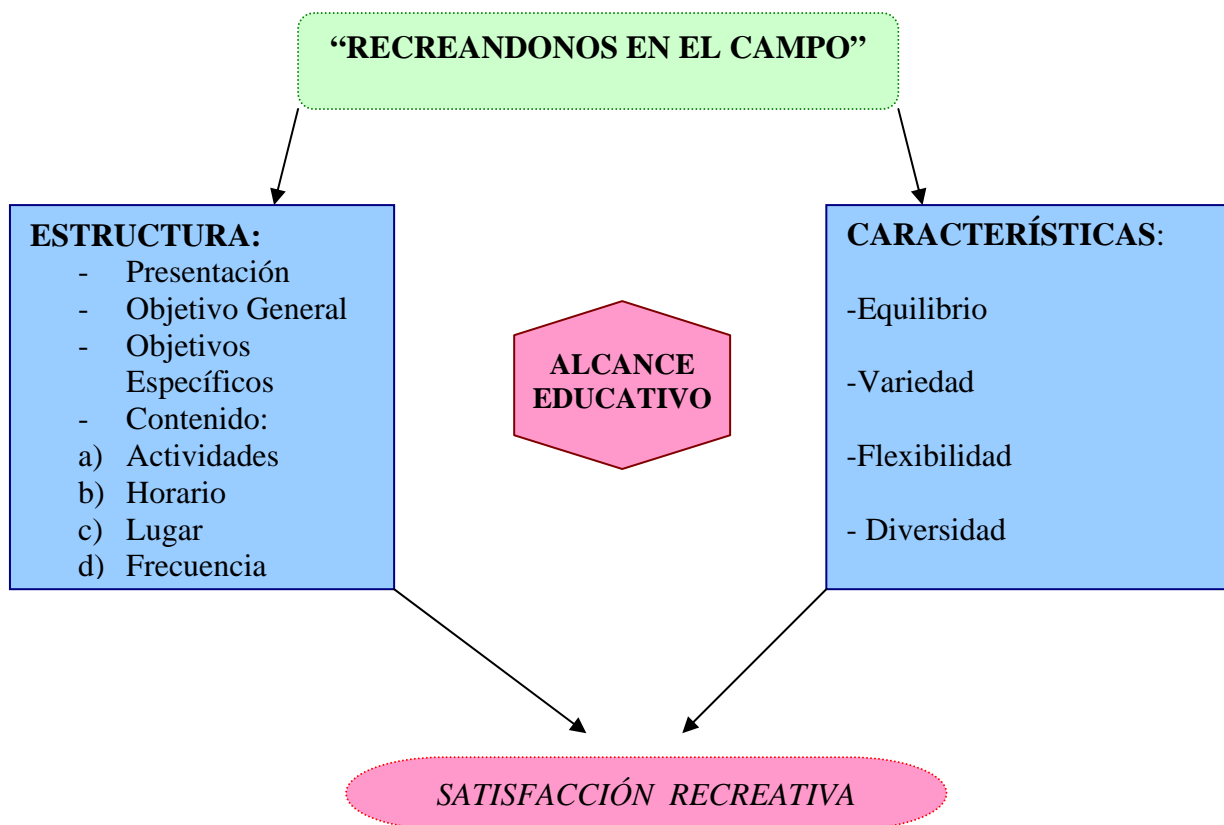 “RECREANDONOS EN EL CAMPO”
ESTRUCTURA:
- Presentación
- Objetivo General
- Objetivos
Específicos
- Contenido:
a) Actividades
b) Horario
c) Lugar
d) Frecuencia
ALCANCE
EDUCATIVO
CARACTERÍSTICAS:
-Equilibrio
-Variedad
-Flexibilidad
- Diversidad
SATISFACCIÓN RECREATIVA